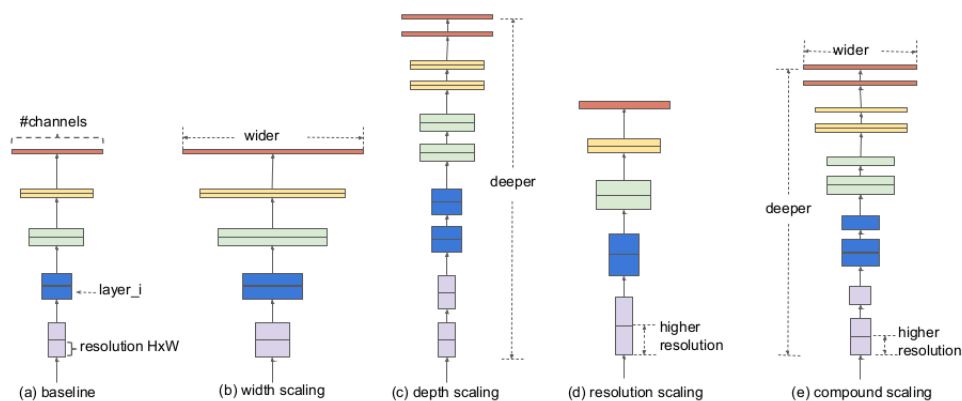 #channels
layer_i
resolution HxW
(a) baseline
wider
(b) width scaling
deeper
(c) depth scaling
higher
resolution
(d) resolution scaling
wider
deeper
higher
resolution
(e) compound scaling